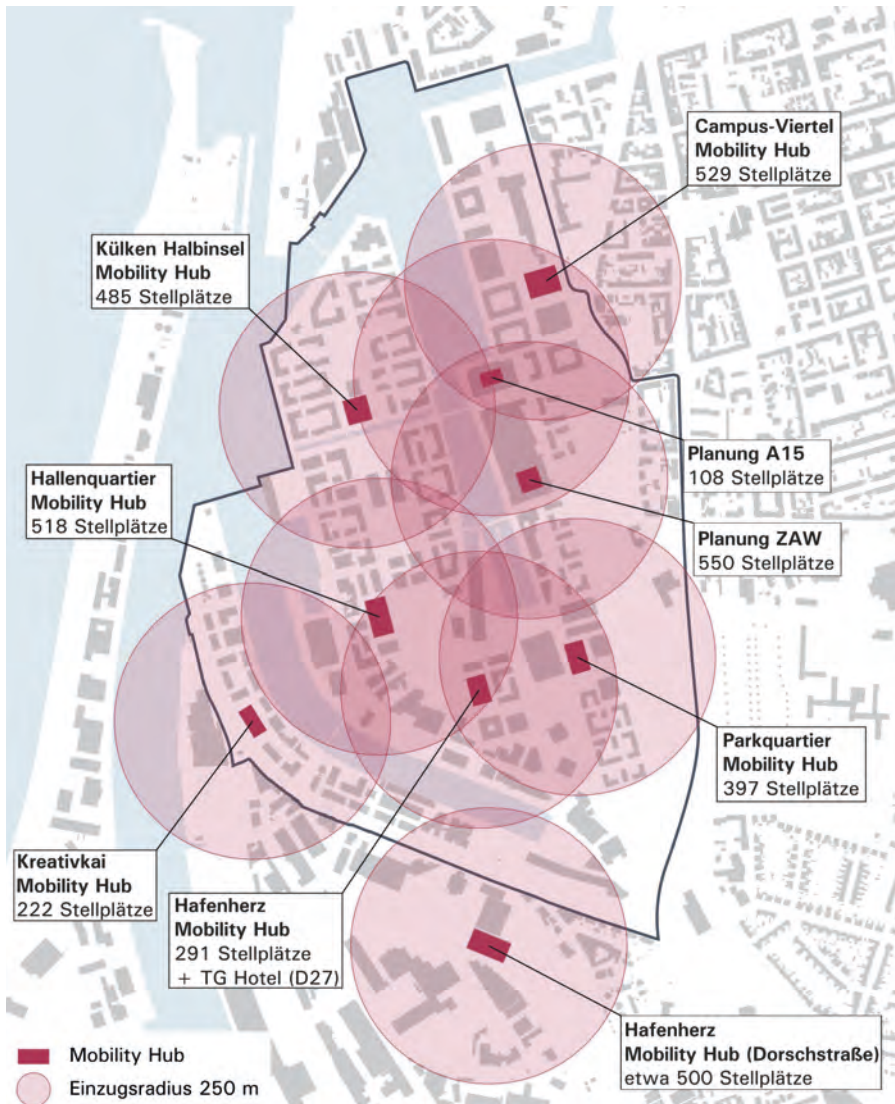 Campus-Viertel
Mobility Hub
529 Stellplätze
Külken Halbinsel
Mobility Hub
485 Stellplätze
Planung A15
108 Stellplätze
Hallenquartier
Mobility Hub
518 Stellplätze
Planung ZAW
550 Stellplätze
Parkquartier
Mobility Hub
397 Stellplätze
Kreativkai
Mobility Hub
222 Stellplätze
Hafenherz
Mobility Hub
291 Stellplätze
+ TG Hotel (D27)
Hafenherz
Mobility Hub (Dorschstraße)
etwa 500 Stellplätze
Mobility Hub
Einzugsradius 250 m